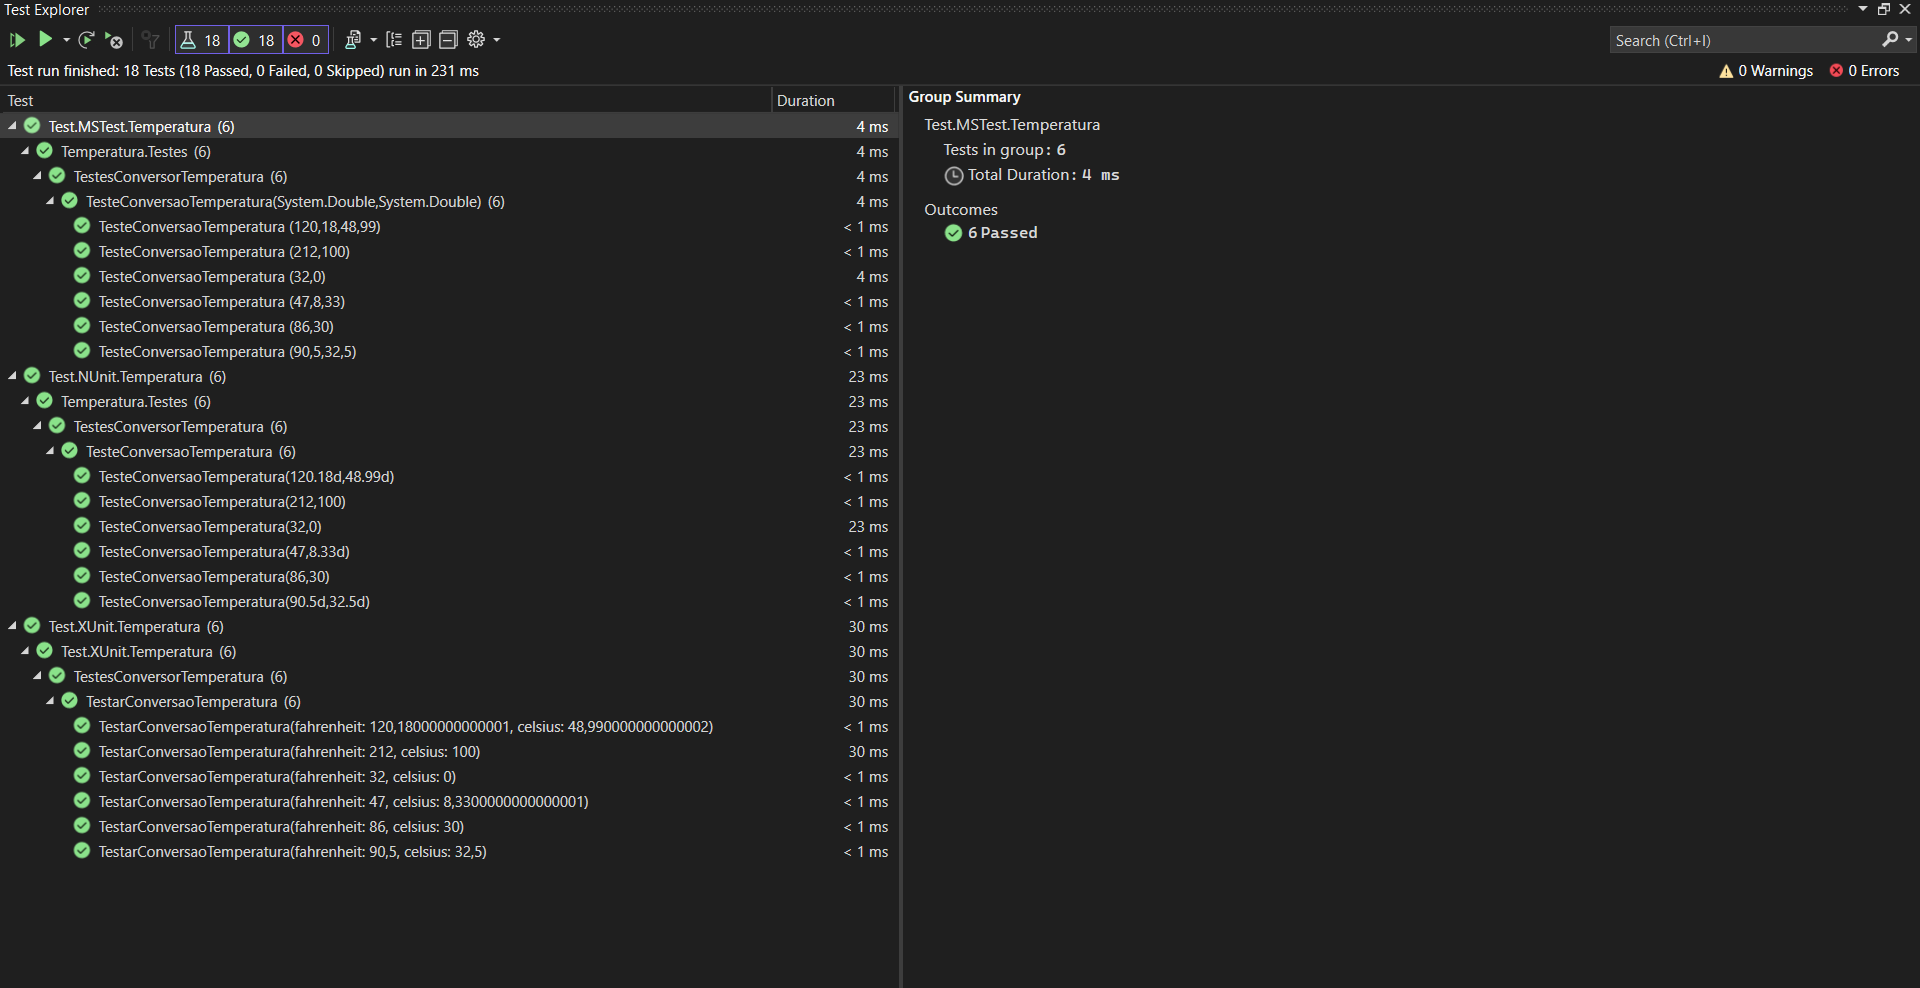 Test Explorer
18 18 0
Search (Ctrl+I)
Test run finished: 18 Tests (18 Passed, 0 Failed, 0 Skipped) run in 231 ms
0 Warnings 0 Errors
Test Duration
Test.MSTest.Temperatura (6) 4 ms
Temperatura.Testes (6) 4 ms
TestesConversorTemperatura (6) 4 ms
TesteConversaoTemperatura(System.Double,System.Double) (6) 4 ms
TesteConversaoTemperatura (120,18,48,99) < 1 ms
TesteConversaoTemperatura (212,100) < 1 ms
TesteConversaoTemperatura (32,0) 4 ms
TesteConversaoTemperatura (47,8,33) < 1 ms
TesteConversaoTemperatura (86,30) < 1 ms
TesteConversaoTemperatura (90,5,32,5) < 1 ms
Test.NUnit.Temperatura (6) 23 ms
Temperatura.Testes (6) 23 ms
TestesConversorTemperatura (6) 23 ms
TesteConversaoTemperatura (6) 23 ms
TesteConversaoTemperatura(120.18d,48.99d) < 1 ms
TesteConversaoTemperatura(212,100) < 1 ms
TesteConversaoTemperatura(32,0) 23 ms
TesteConversaoTemperatura(47,8.33d) < 1 ms
TesteConversaoTemperatura(86,30) < 1 ms
TesteConversaoTemperatura(90.5d,32.5d) < 1 ms
Test.XUnit.Temperatura (6) 30 ms
Test.XUnit.Temperatura (6) 30 ms
TestesConversorTemperatura (6) 30 ms
TestarConversaoTemperatura (6) 30 ms
TestarConversaoTemperatura(fahrenheit: 120,18000000000001, celsius: 48,990000000000002) < 1 ms
TestarConversaoTemperatura(fahrenheit: 212, celsius: 100) 30 ms
TestarConversaoTemperatura(fahrenheit: 32, celsius: 0) < 1 ms
TestarConversaoTemperatura(fahrenheit: 47, celsius: 8,3300000000000001) < 1 ms
TestarConversaoTemperatura(fahrenheit: 86, celsius: 30) < 1 ms
TestarConversaoTemperatura(fahrenheit: 90,5, celsius: 32,5) < 1 ms
Group Summary
Test.MSTest.Temperatura
Tests in group: 6
Total Duration: 4 ms
Outcomes
6 Passed